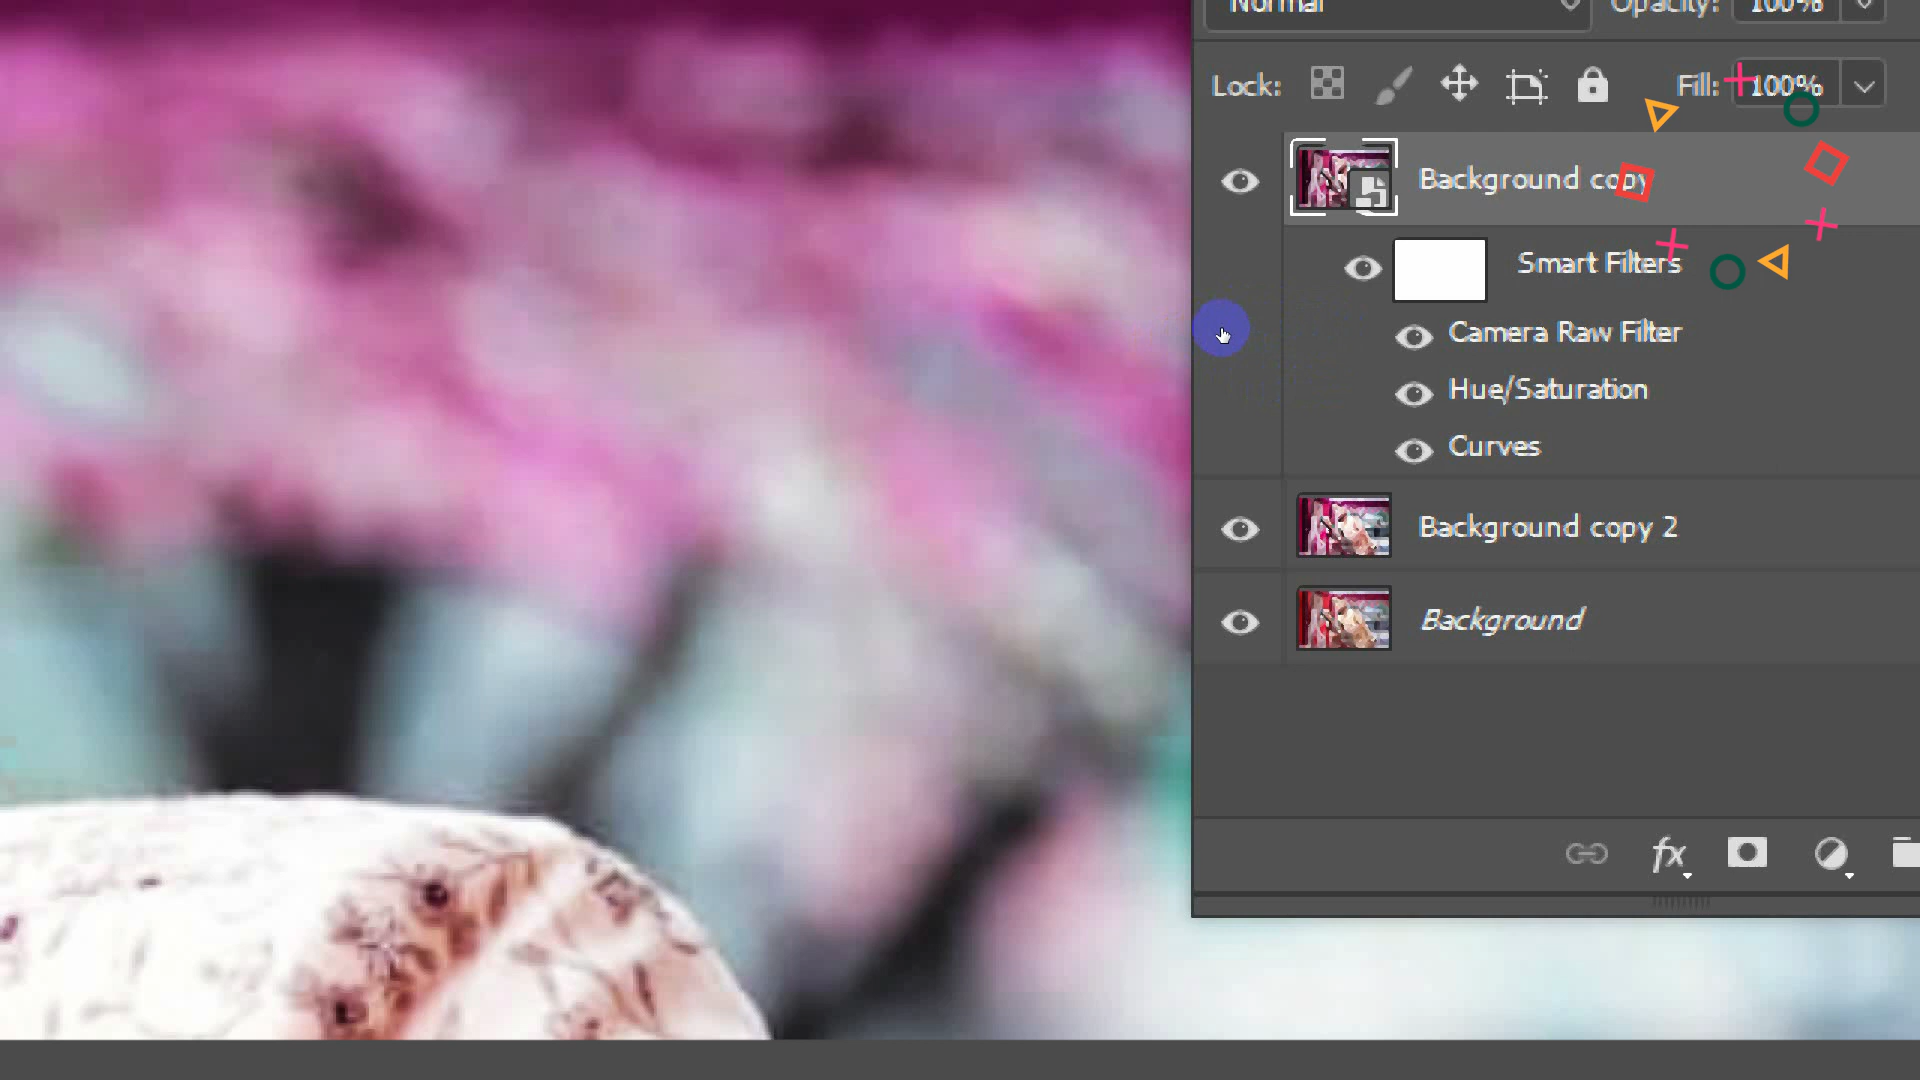 Normal
Opacity: 100%
Lock:
Fill: 100%
Background copy
Smart Filters
Camera Raw Filter
Hue/Saturation
Curves
Background copy 2
Background
fx